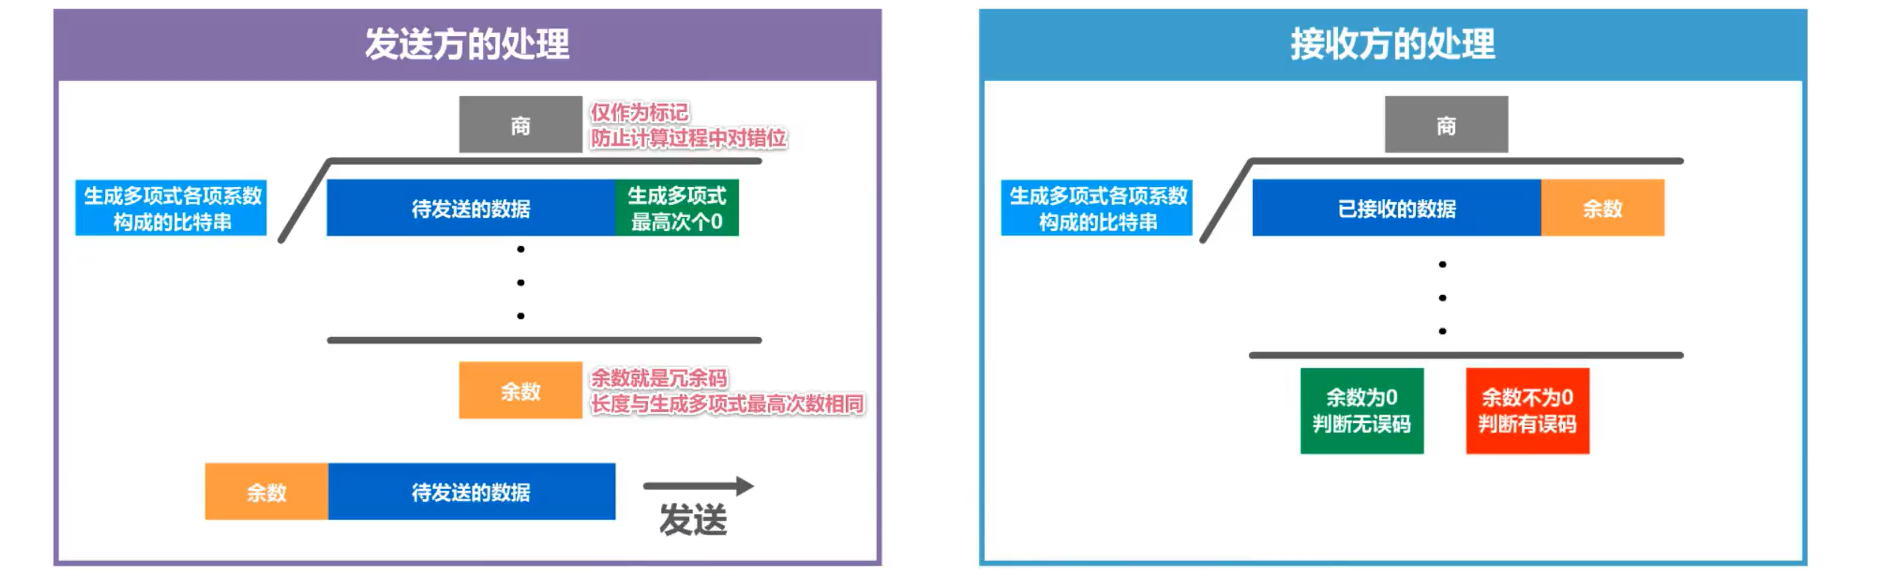 发送方的处理
商
仅作为标记
防止计算过程中对错位
生成多项式各项系数
构成的比特串
待发送的数据
生成多项式
最高次个0
余数
余数就是冗余码
长度与生成多项式最高次数相同
余数
待发送的数据
发送
接收方的处理
商
生成多项式各项系数
构成的比特串
已接收的数据
余数
余数为0
判断无误码
余数不为0
判断有误码